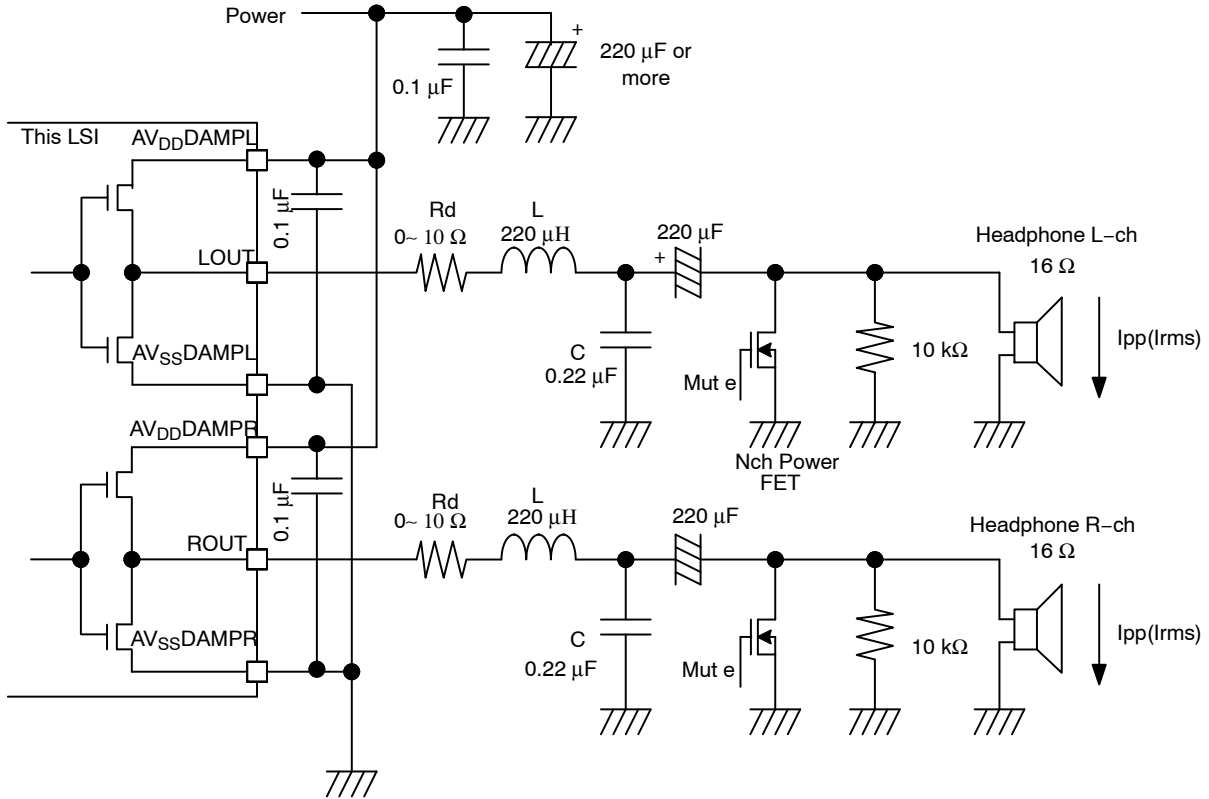 Power
+
220 μF or
more
0.1 μF
This LSI
AVDDDAMPL
0.1 μF
Rd
0~ 10 Ω
L
220 μH
220 μF
+
Headphone L−ch
16 Ω
LOUT
C
0.22 μF
Mut e
10 kΩ
Ipp(Irms)
AVSSDAMPL
Nch Power
FET
AVDDDAMPR
0.1 μF
Rd
0~ 10 Ω
L
220 μH
220 μF
Headphone R−ch
16 Ω
ROUT
C
0.22 μF
Mut e
10 kΩ
Ipp(Irms)
AVSSDAMPR